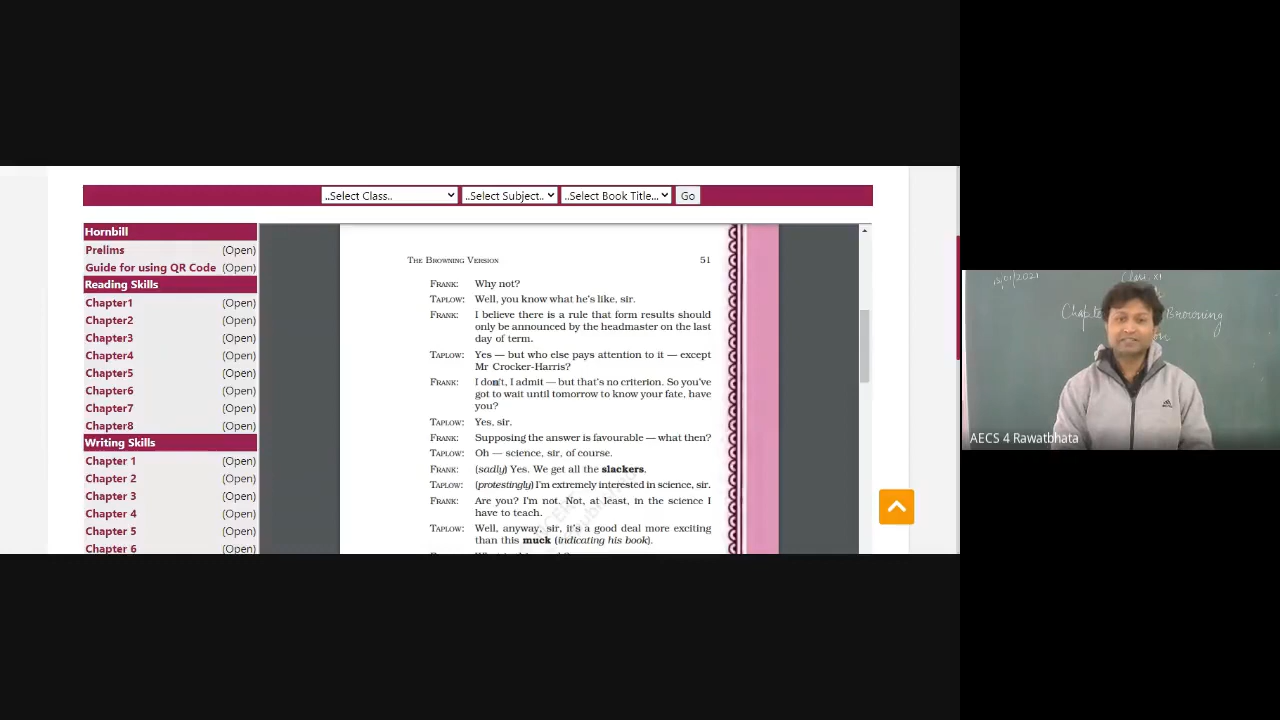 ..Select Class.. ..Select Subject.. ..Select Book Title... Go
Hornbill
Prelims (Open)
Guide for using QR Code (Open)
Reading Skills
Chapter1 (Open)
Chapter2 (Open)
Chapter3 (Open)
Chapter4 (Open)
Chapter5 (Open)
Chapter6 (Open)
Chapter7 (Open)
Chapter8 (Open)
Writing Skills
Chapter 1 (Open)
Chapter 2 (Open)
Chapter 3 (Open)
Chapter 4 (Open)
Chapter 5 (Open)
Chapter 6 (Open)
THE BROWNING VERSION 51
FRANK: Why not?
TAPLOW: Well, you know what he's like, sir.
FRANK: I believe there is a rule that form results should
only be announced by the headmaster on the last
day of term.
TAPLOW: Yes — but who else pays attention to it — except
Mr Crocker-Harris?
FRANK: I don't, I admit — but that's no criterion. So you've
got to wait until tomorrow to know your fate, have
you?
TAPLOW: Yes, sir.
FRANK: Supposing the answer is favourable — what then?
TAPLOW: Oh — science, sir, of course.
FRANK: (sadly) Yes. We get all the slackers.
TAPLOW: (protestingly) I'm extremely interested in science, sir.
FRANK: Are you? I'm not. Not, at least, in the science I
have to teach.
TAPLOW: Well, anyway, sir, it's a good deal more exciting
than this muck (indicating his book).
Class, XI
Browning
AECS 4 Rawatbhata